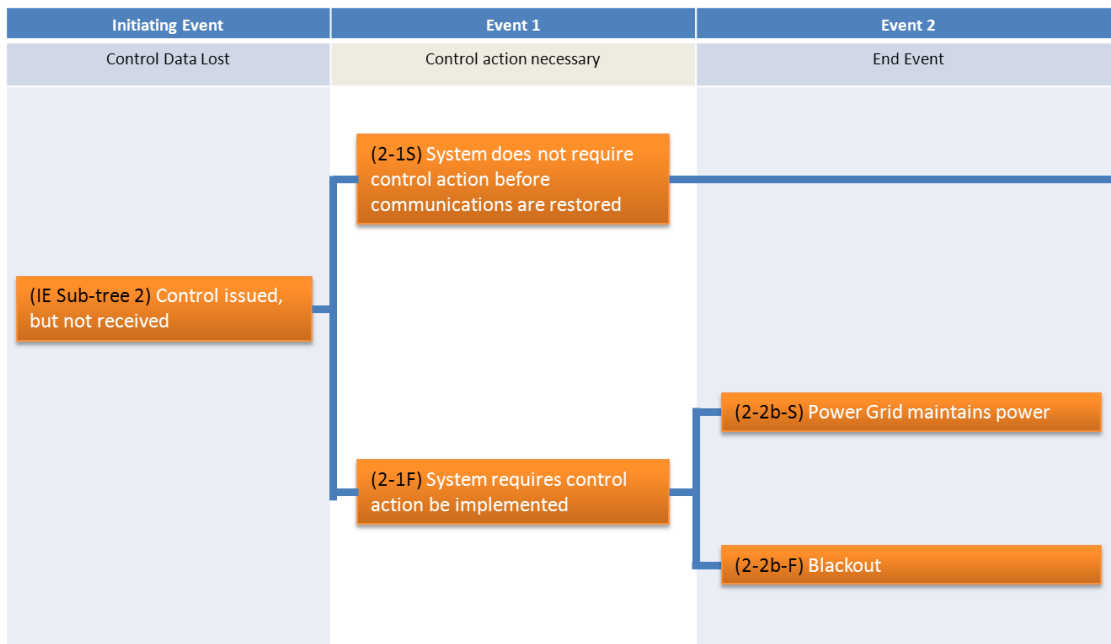 Initiating Event
Event 1
Event 2
Control Data Lost
Control action necessary
End Event
(2-1S) System does not require
control action before
communications are restored
(IE Sub-tree 2) Control issued,
but not received
(2-2b-S) Power Grid maintains power
(2-1F) System requires control
action be implemented
(2-2b-F) Blackout